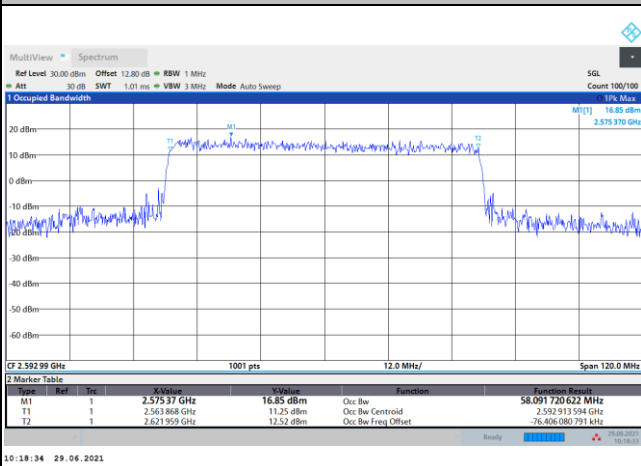 MultiView Spectrum
Ref Level 30.00 dBm Offset 12.80 dB RBW 1 MHz SGL
Att 30 dB SWT 1.01 ms VBW 3 MHz Mode Auto Sweep Count 100/100
1 Occupied Bandwidth 1Pk Max
M1[1] 16.85 dBm
2.575 370 GHz
M1
T1
T2
20 dBm
10 dBm
0 dBm
-10 dBm
-20 dBm
-30 dBm
-40 dBm
-50 dBm
-60 dBm
CF 2.592 99 GHz 1001 pts 12.0 MHz/ Span 120.0 MHz
2 Marker Table
Type Ref Trc X-Value Y-Value Function Function Result
M1 1 2.575 37 GHz 16.85 dBm Occ Bw 58.091 720 622 MHz
T1 1 2.563 868 GHz 11.25 dBm Occ Bw Centroid 2.592 913 594 GHz
T2 1 2.621 959 GHz 12.52 dBm Occ Bw Freq Offset -76.406 080 791 kHz
Ready 29.06.2021
10:18:33
10:18:34 29.06.2021